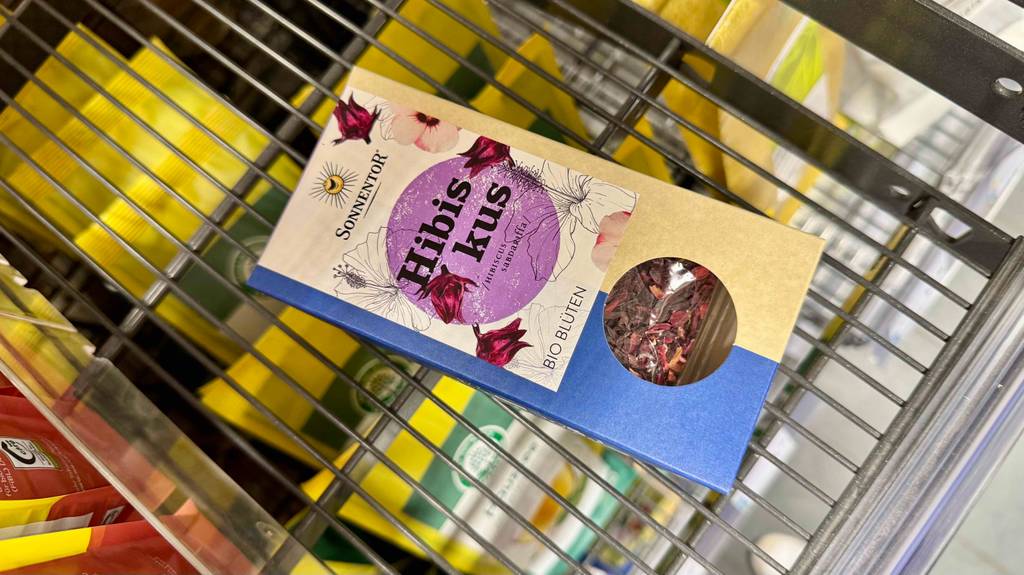 SONNENTOR
Hibis
kus
/HIBISCUS
SABDARIFFA/
BIO BLÜTEN